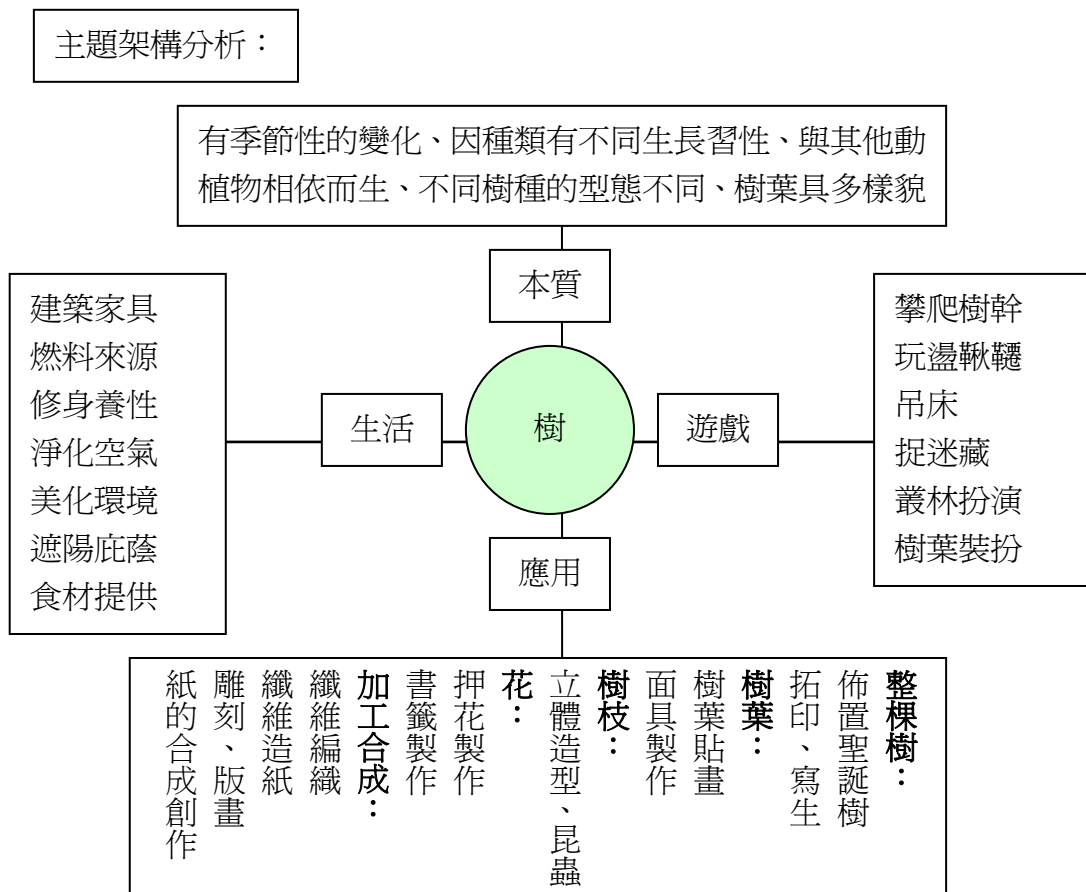 主題架構分析：
有季節性的變化、因種類有不同生長習性、與其他動
植物相依而生、不同樹種的型態不同、樹葉具多樣貌
本質
建築家具
燃料來源
修身養性
淨化空氣
美化環境
遮陽庇蔭
食材提供
生活
樹
遊戲
攀爬樹幹
玩盪鞦韆
吊床
捉迷藏
叢林扮演
樹葉裝扮
應用
整棵樹：
佈置聖誕樹
拓印、寫生
樹葉：
樹葉貼畫
面具製作
樹枝：
立體造型、昆蟲
花：
押花製作
書籤製作
加工合成：
纖維編織
纖維造紙
雕刻、版畫
紙的合成創作